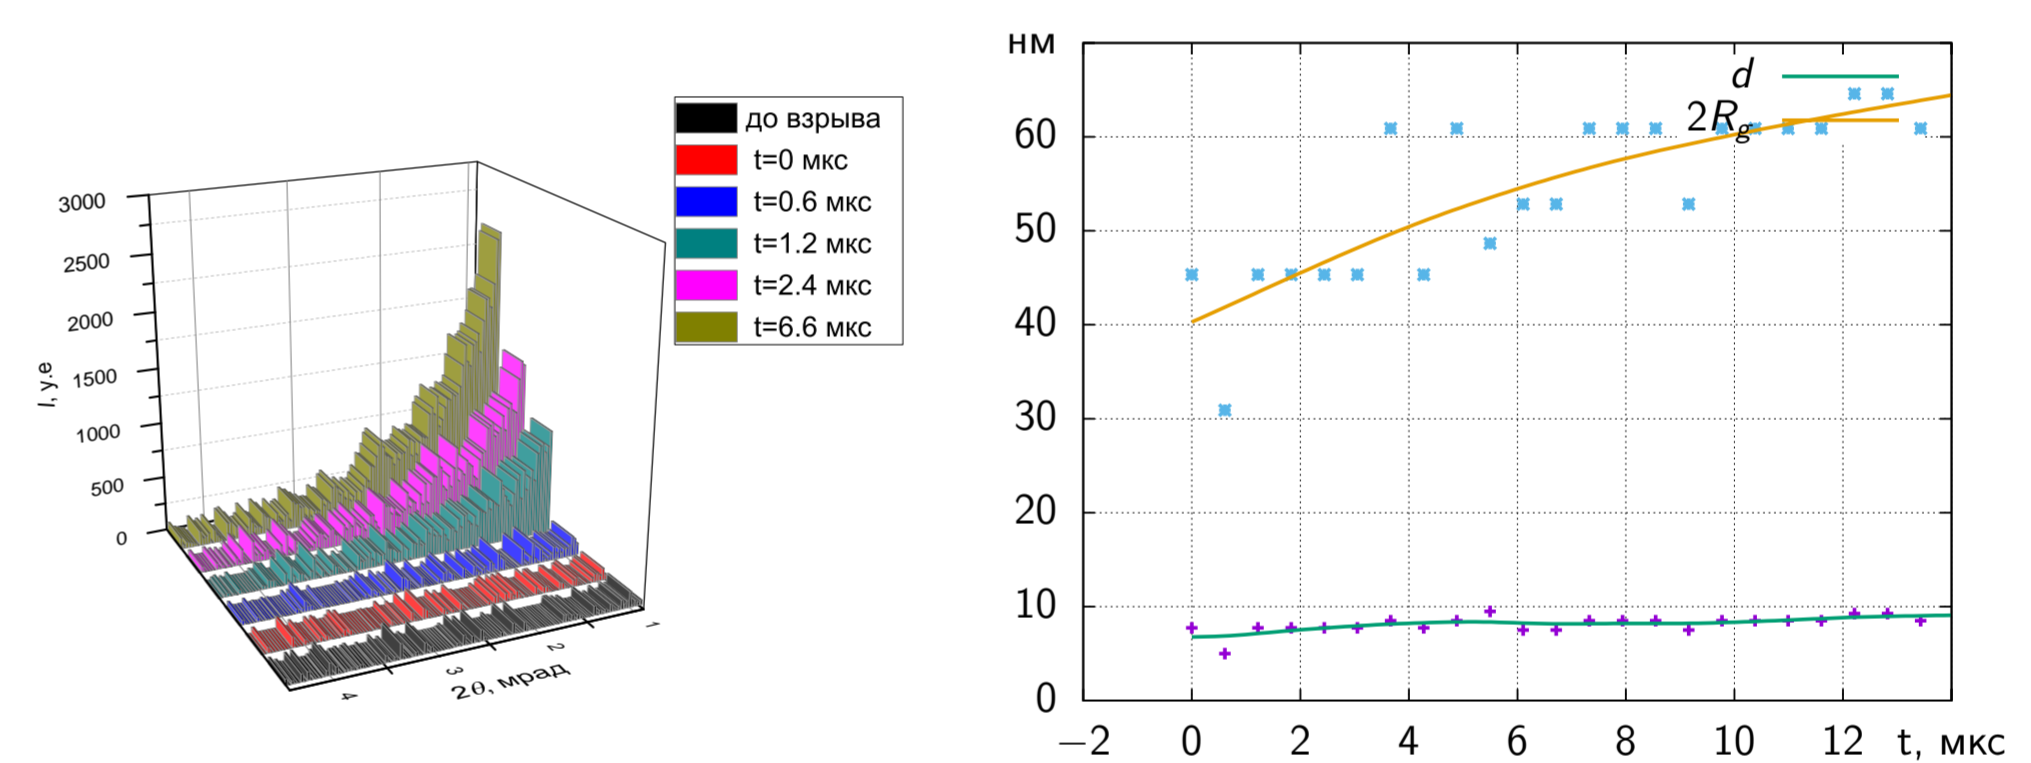 до взрыва
t=0 мкс
t=0.6 мкс
t=1.2 мкс
t=2.4 мкс
t=6.6 мкс
3000
2500
2000
1500
1000
500
0
I, у.е
4
3
2
1
2θ, мрад
нм
d
2Rg
60
50
40
30
20
10
0
−2 0 2 4 6 8 10 12 t, мкс